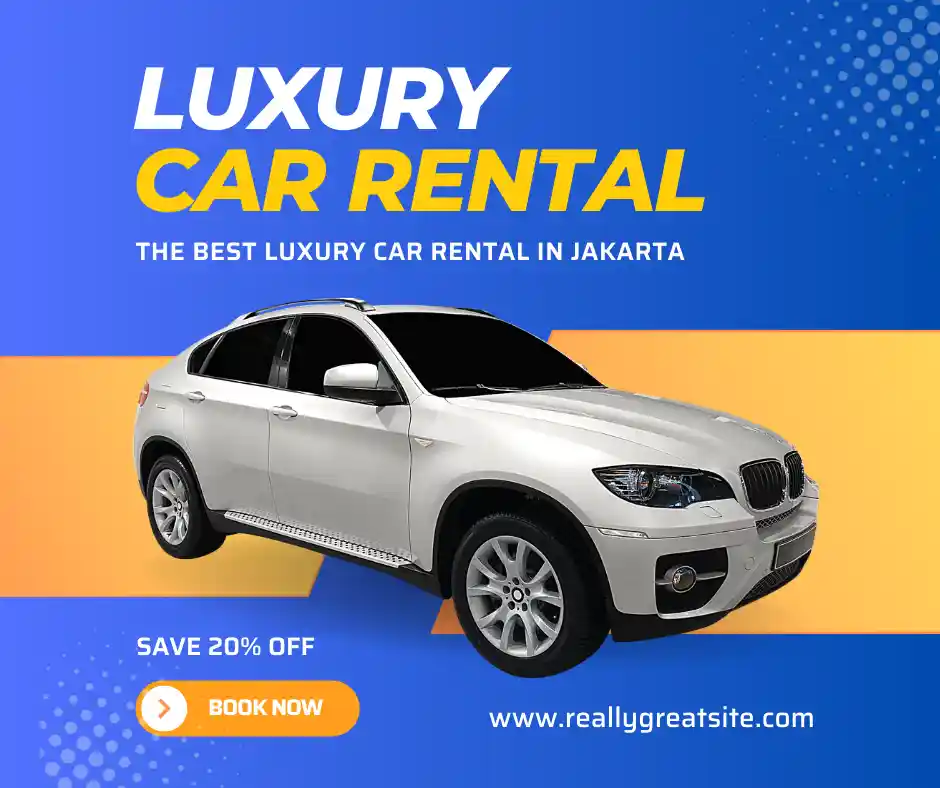 LUXURY
CAR RENTAL
THE BEST LUXURY CAR RENTAL IN JAKARTA
SAVE 20% OFF
BOOK NOW
www.reallygreatsite.com